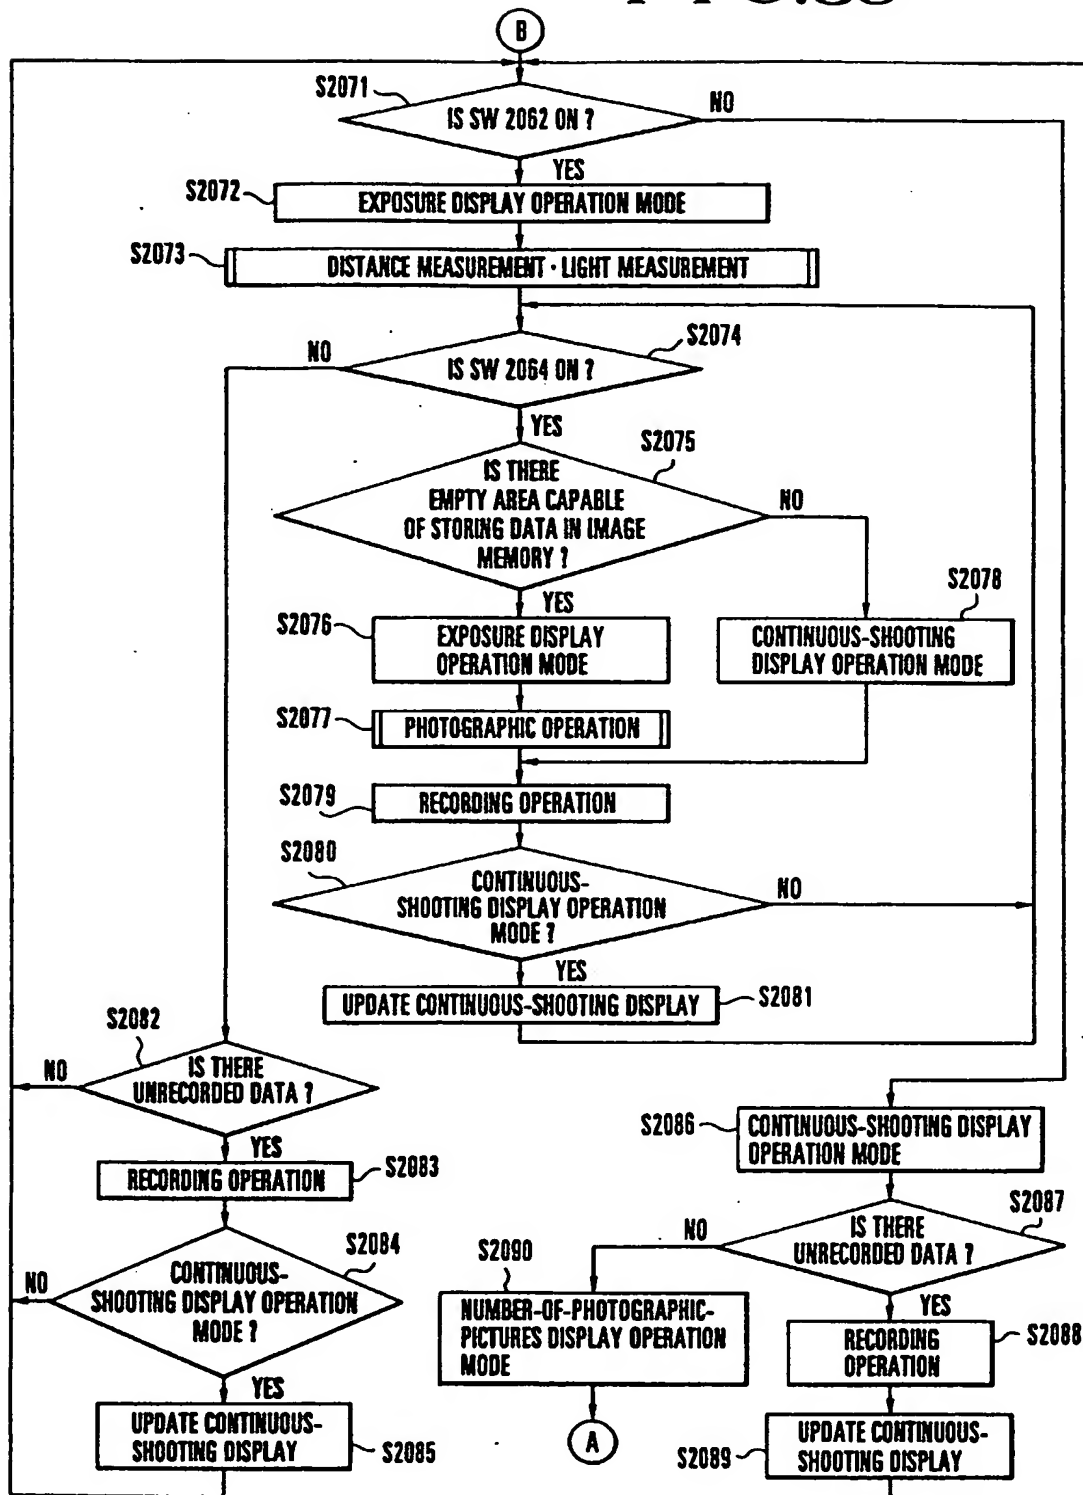 B
S2071
IS SW 2062 ON ?
NO
YES
S2072
EXPOSURE DISPLAY OPERATION MODE
S2073
DISTANCE MEASUREMENT · LIGHT MEASUREMENT
S2074
NO
IS SW 2064 ON ?
YES
S2075
IS THERE
EMPTY AREA CAPABLE
OF STORING DATA IN IMAGE
MEMORY ?
NO
YES
S2076
EXPOSURE DISPLAY
OPERATION MODE
S2078
CONTINUOUS-SHOOTING
DISPLAY OPERATION MODE
S2077
PHOTOGRAPHIC OPERATION
S2079
RECORDING OPERATION
S2080
CONTINUOUS-
SHOOTING DISPLAY OPERATION
MODE ?
NO
YES
UPDATE CONTINUOUS-SHOOTING DISPLAY
S2081
S2082
NO
IS THERE
UNRECORDED DATA ?
YES
RECORDING OPERATION
S2083
S2084
NO
CONTINUOUS-
SHOOTING DISPLAY OPERATION
MODE ?
YES
UPDATE CONTINUOUS-
SHOOTING DISPLAY
S2085
S2086
CONTINUOUS-SHOOTING DISPLAY
OPERATION MODE
S2087
NO
IS THERE
UNRECORDED DATA ?
YES
S2090
NUMBER-OF-PHOTOGRAPHIC-
PICTURES DISPLAY OPERATION
MODE
A
RECORDING
OPERATION
S2088
S2089
UPDATE CONTINUOUS-
SHOOTING DISPLAY